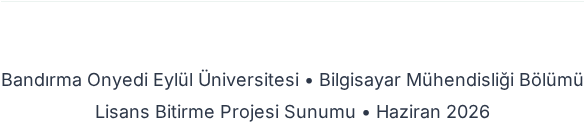 Bandırma Onyedi Eylül Üniversitesi • Bilgisayar Mühendisliği Bölümü
Lisans Bitirme Projesi Sunumu • Haziran 2026